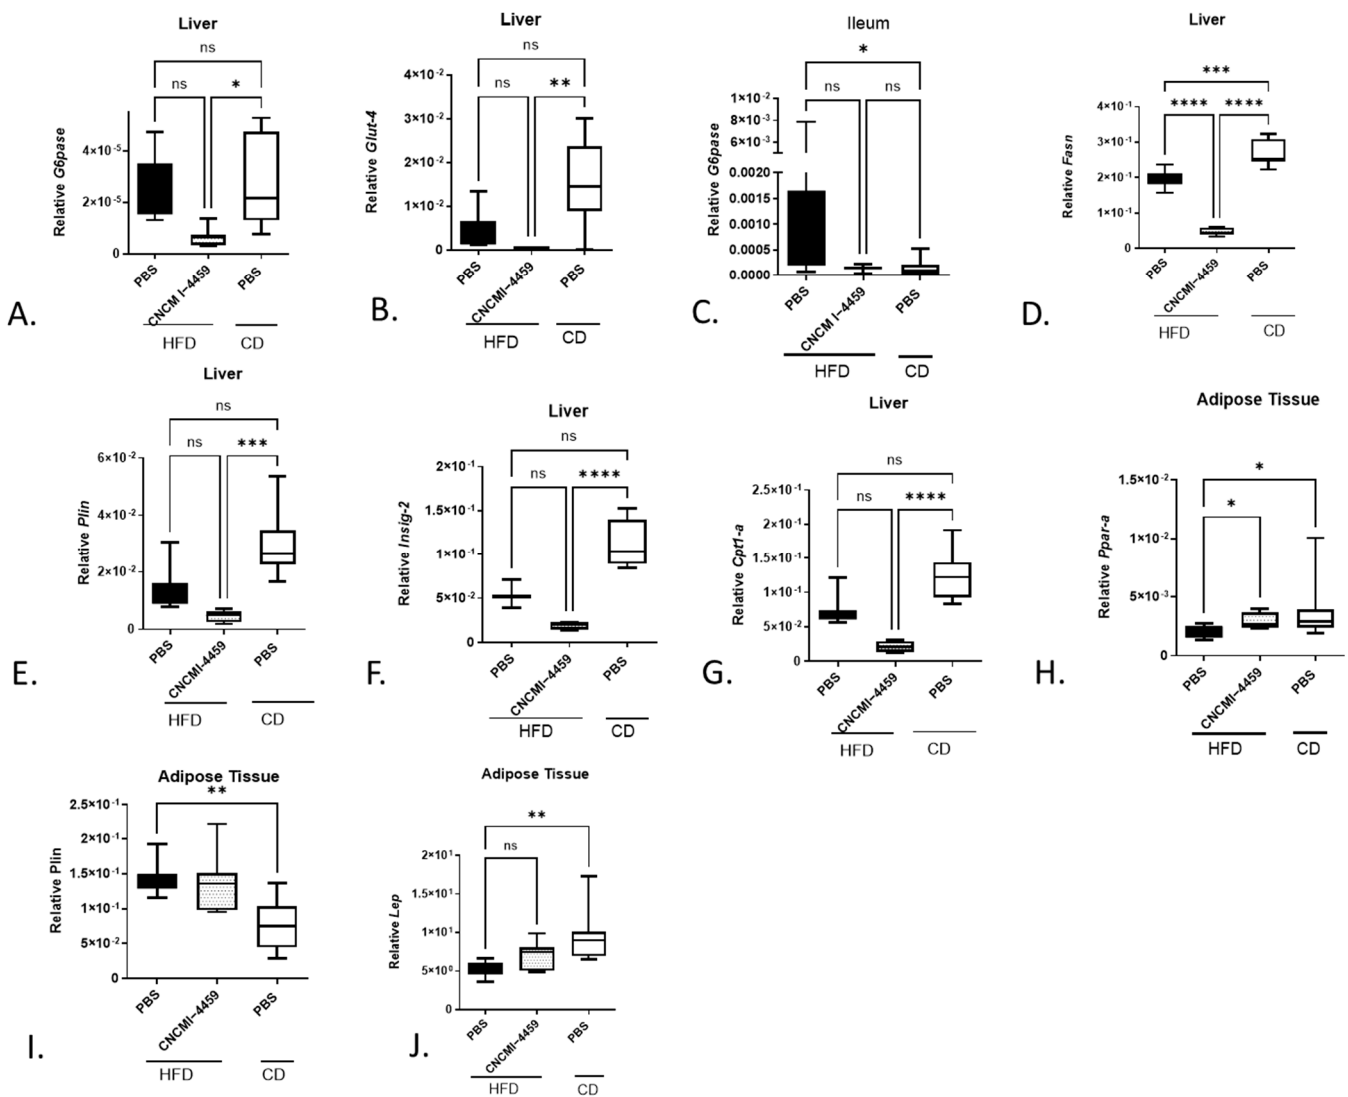 Liver
ns
ns
*
Relative G6pase
4×10⁻⁵
2×10⁻⁵
0
PBS
CNCM I−4459
PBS
HFD
CD
A.
Liver
ns
ns
**
Relative Glut-4
4×10⁻²
3×10⁻²
2×10⁻²
1×10⁻²
0
PBS
CNCMI−4459
PBS
HFD
CD
B.
Ileum
*
ns
ns
Relative G6pase
1×10⁻²
8×10⁻³
6×10⁻³
0.0020
0.0015
0.0010
0.0005
0.0000
PBS
CNCM I−4459
PBS
HFD
CD
C.
Liver
***
****
****
Relative Fasn
4×10⁻¹
3×10⁻¹
2×10⁻¹
1×10⁻¹
0
PBS
CNCMI−4459
PBS
HFD
CD
D.
Liver
ns
ns
***
Relative Plin
6×10⁻²
4×10⁻²
2×10⁻²
0
PBS
CNCMI-4459
PBS
HFD
CD
E.
Liver
ns
ns
****
Relative Insig-2
2×10⁻¹
1×10⁻¹
1×10⁻¹
5×10⁻²
0
PBS
CNCMI−4459
PBS
HFD
CD
F.
Liver
ns
ns
****
Relative Cpt1-a
2.5×10⁻¹
2×10⁻¹
1.5×10⁻¹
1×10⁻¹
5×10⁻²
0
PBS
CNCMI−4459
PBS
HFD
CD
G.
Adipose Tissue
*
*
Relative Ppar-a
1.5×10⁻²
1×10⁻²
5×10⁻³
0
PBS
CNCMI−4459
PBS
HFD
CD
H.
Adipose Tissue
**
Relative Plin
2.5×10⁻¹
2×10⁻¹
1.5×10⁻¹
1×10⁻¹
5×10⁻²
0
PBS
CNCMI−4459
PBS
HFD
CD
I.
Adipose Tissue
**
ns
Relative Lep
2×10¹
1.5×10¹
1×10¹
5×10⁰
0
PBS
CNCMI−4459
PBS
HFD
CD
J.